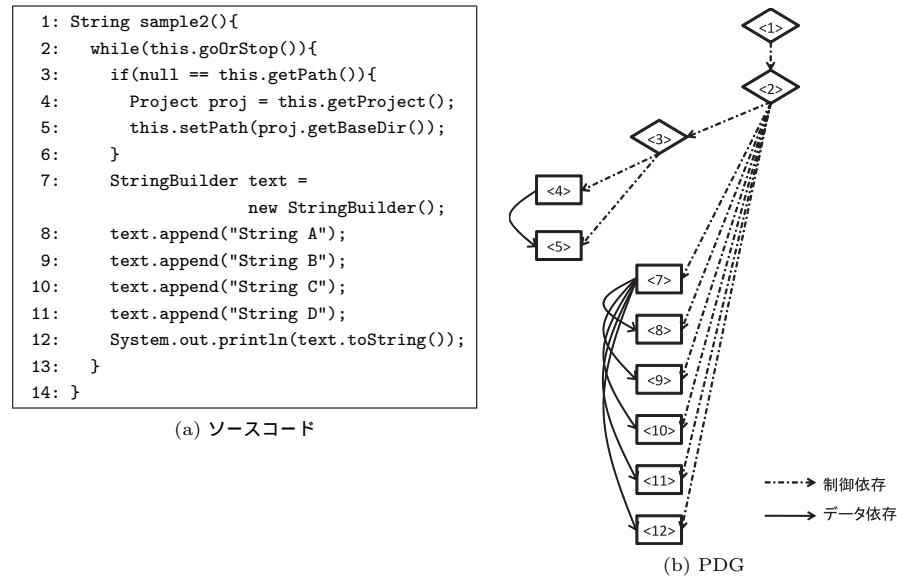 1: String sample2(){
2: while(this.goOrStop()){
3: if(null == this.getPath()){
4: Project proj = this.getProject();
5: this.setPath(proj.getBaseDir());
6: }
7: StringBuilder text =
new StringBuilder();
8: text.append("String A");
9: text.append("String B");
10: text.append("String C");
11: text.append("String D");
12: System.out.println(text.toString());
13: }
14: }
(a) ソースコード
<1>
<2>
<3>
<4>
<5>
<7>
<8>
<9>
<10>
<11>
<12>
制御依存
データ依存
(b) PDG